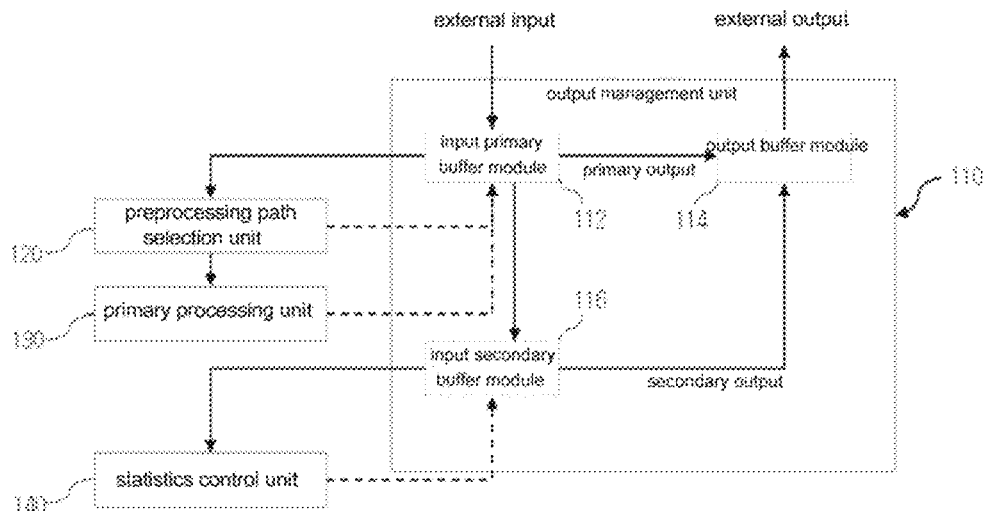 external input
external output
output management unit
input primary
buffer module
output buffer module
primary output
110
preprocessing path
selection unit
112
114
120
primary processing unit
116
130
input secondary
buffer module
secondary output
statistics control unit
140